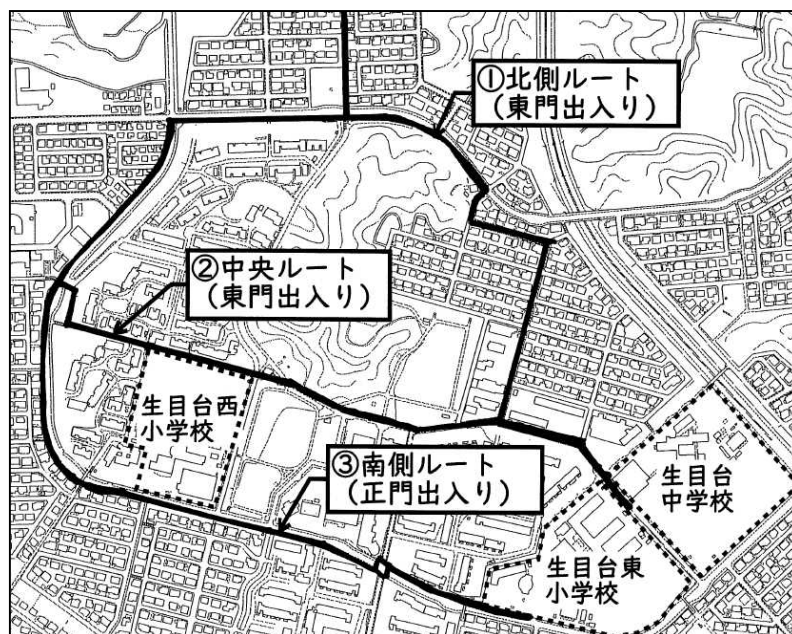 ①北側ルート
（東門出入り）
②中央ルート
（東門出入り）
生目台西
小学校
③南側ルート
（正門出入り）
生目台
中学校
生目台東
小学校